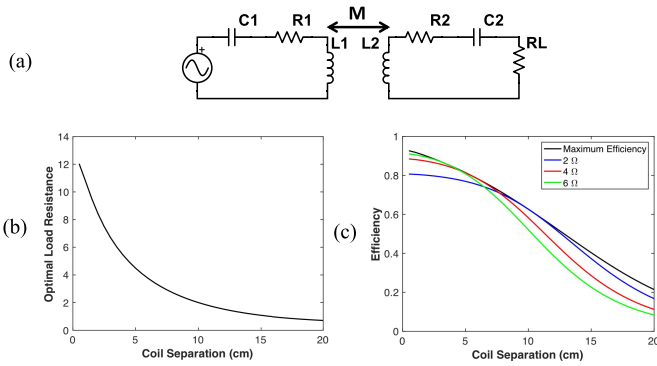 M
C1 R1 R2 C2
+ L1 L2 RL
(a)
14
12
10
8
6
4
2
0
0 5 10 15 20
Optimal Load Resistance
Coil Separation (cm)
(b)
1
0.8
0.6
0.4
0.2
0
0 5 10 15 20
Efficiency
Coil Separation (cm)
(c)
Maximum Efficiency
2 Ω
4 Ω
6 Ω